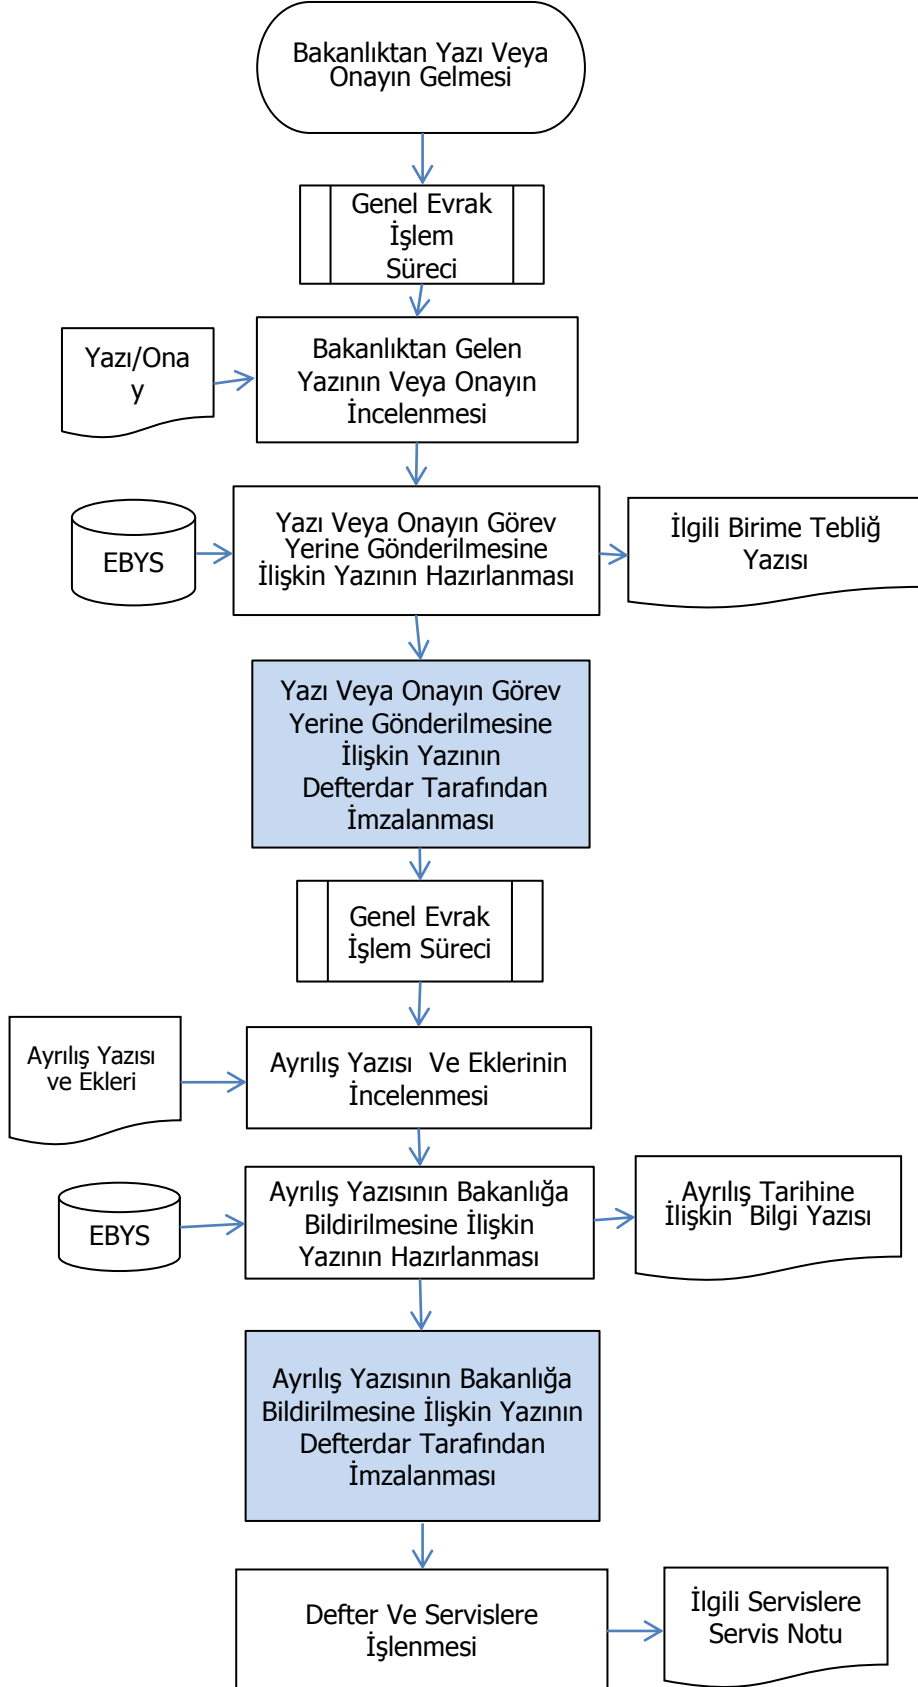 Bakanlıktan Yazı Veya
Onayın Gelmesi
Genel Evrak
İşlem
Süreci
Yazı/Ona
y
Bakanlıktan Gelen
Yazının Veya Onayın
İncelenmesi
EBYS
Yazı Veya Onayın Görev
Yerine Gönderilmesine
İlişkin Yazının Hazırlanması
İlgili Birime Tebliğ
Yazısı
Yazı Veya Onayın Görev
Yerine Gönderilmesine
İlişkin Yazının
Defterdar Tarafından
İmzalanması
Genel Evrak
İşlem Süreci
Ayrılış Yazısı
ve Ekleri
Ayrılış Yazısı  Ve Eklerinin
İncelenmesi
EBYS
Ayrılış Yazısının Bakanlığa
Bildirilmesine İlişkin
Yazının Hazırlanması
Ayrılış Tarihine
İlişkin  Bilgi Yazısı
Ayrılış Yazısının Bakanlığa
Bildirilmesine İlişkin Yazının
Defterdar Tarafından
İmzalanması
Defter Ve Servislere
İşlenmesi
İlgili Servislere
Servis Notu